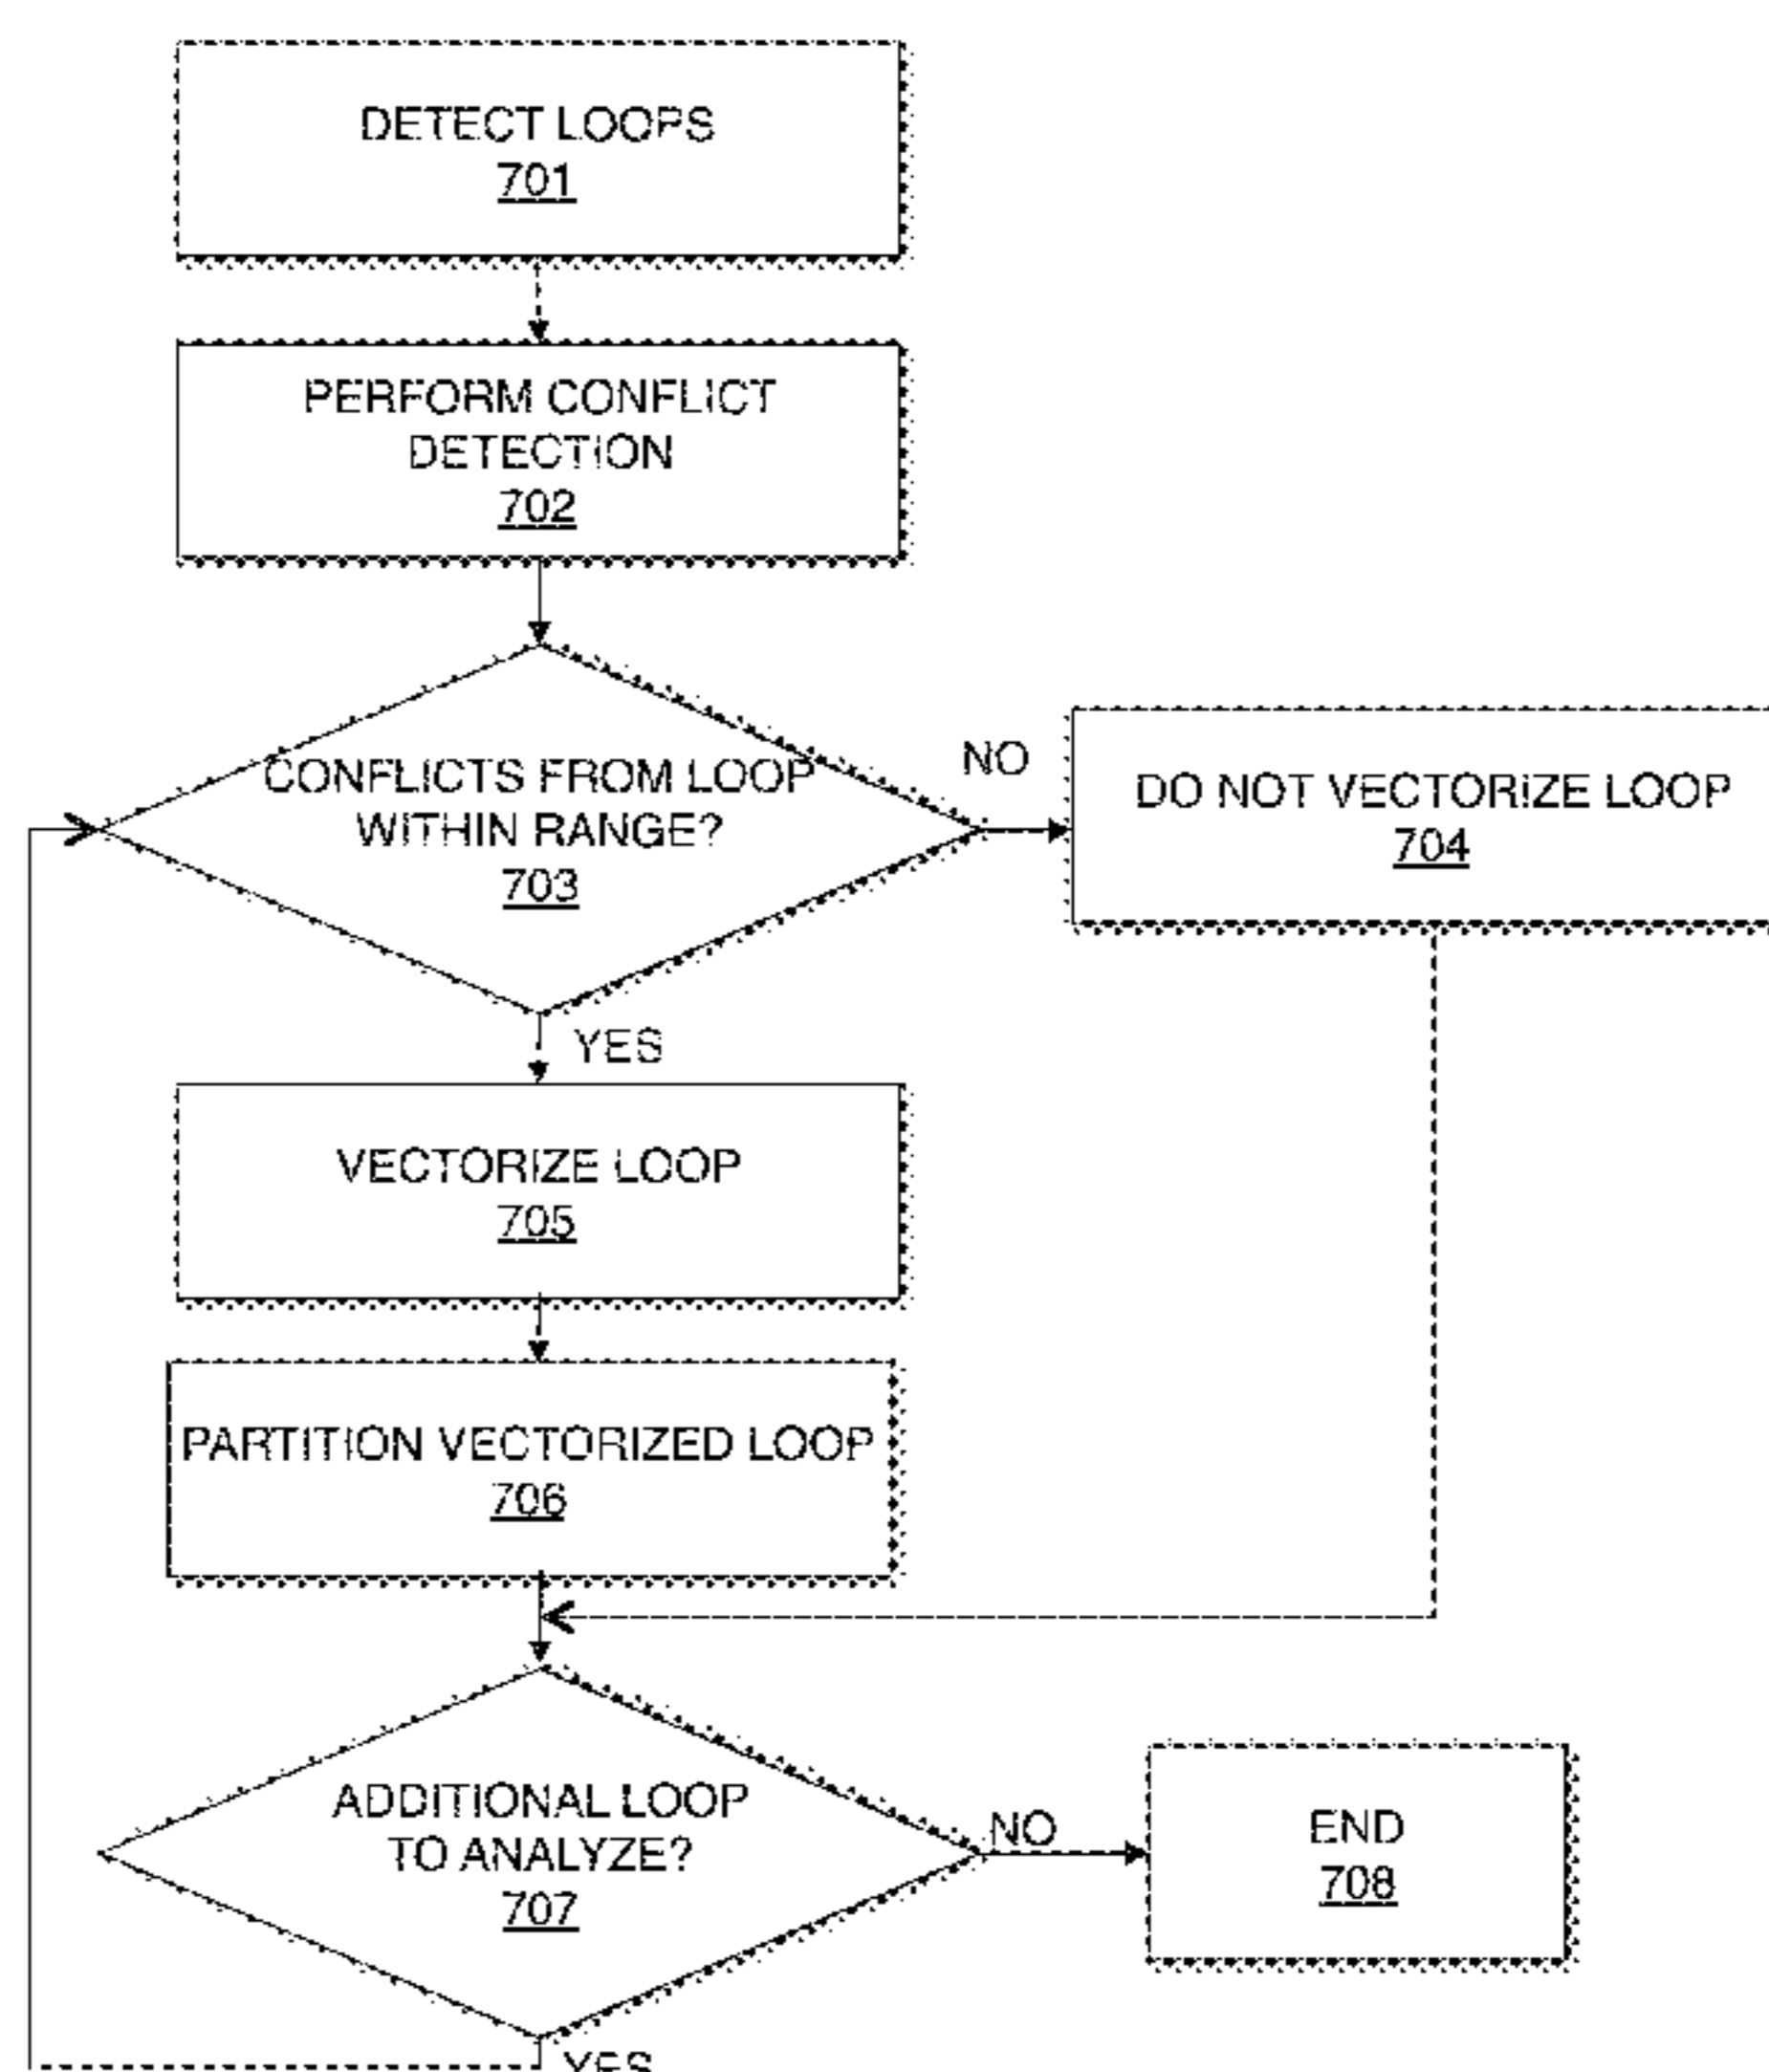 DETECT LOOPS
701
PERFORM CONFLICT
DETECTION
702
CONFLICTS FROM LOOP
WITHIN RANGE?
703
NO
DO NOT VECTORIZE LOOP
704
YES
VECTORIZE LOOP
705
PARTITION VECTORIZED LOOP
706
ADDITIONAL LOOP
TO ANALYZE?
707
NO
END
708
YES